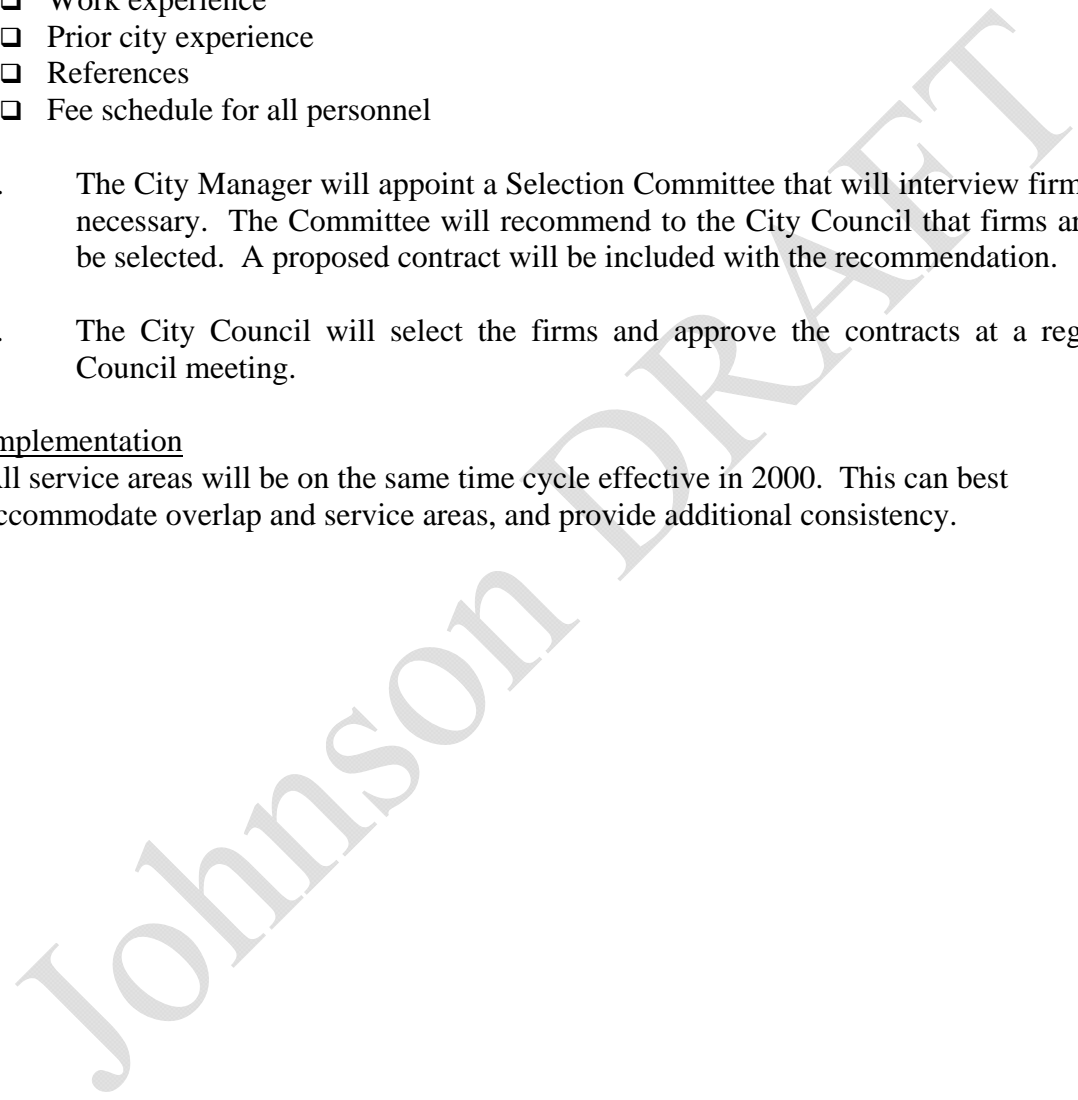 ❑ Work experience
❑ Prior city experience
❑ References
❑ Fee schedule for all personnel
. The City Manager will appoint a Selection Committee that will interview firm
necessary. The Committee will recommend to the City Council that firms ar
be selected. A proposed contract will be included with the recommendation.
. The City Council will select the firms and approve the contracts at a reg
Council meeting.
mplementation
ll service areas will be on the same time cycle effective in 2000. This can best
ccommodate overlap and service areas, and provide additional consistency.
Johnson DRAFT